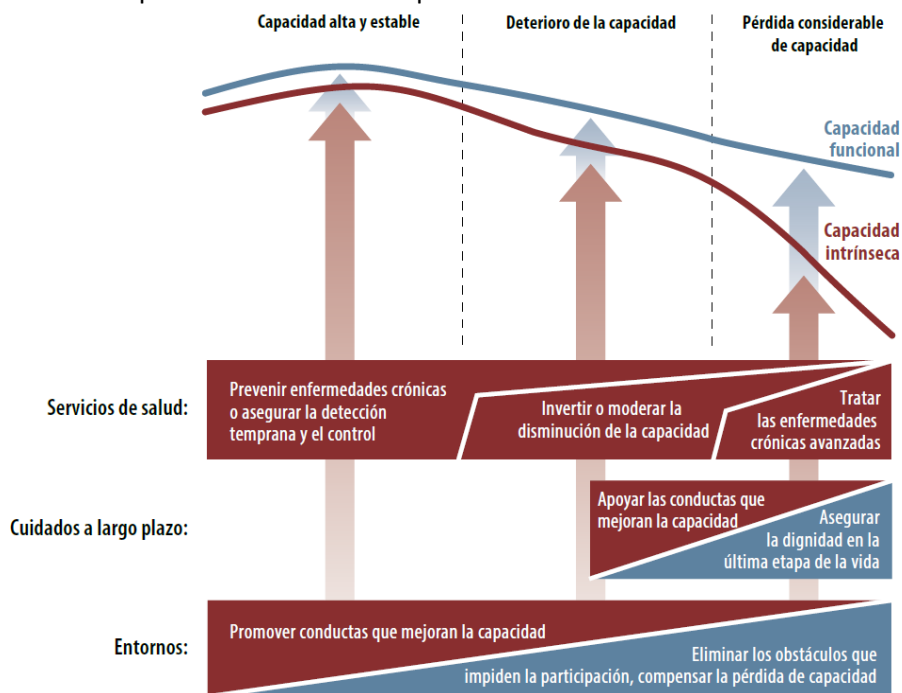 Capacidad alta y estable
Deterioro de la capacidad
Pérdida considerable
de capacidad
Capacidad
funcional
Capacidad
intrínseca
Servicios de salud:
Prevenir enfermedades crónicas
o asegurar la detección
temprana y el control
Invertir o moderar la
disminución de la capacidad
Tratar
las enfermedades
crónicas avanzadas
Cuidados a largo plazo:
Apoyar las conductas que
mejoran la capacidad
Asegurar
la dignidad en la
última etapa de la vida
Entornos:
Promover conductas que mejoran la capacidad
Eliminar los obstáculos que
impiden la participación, compensar la pérdida de capacidad